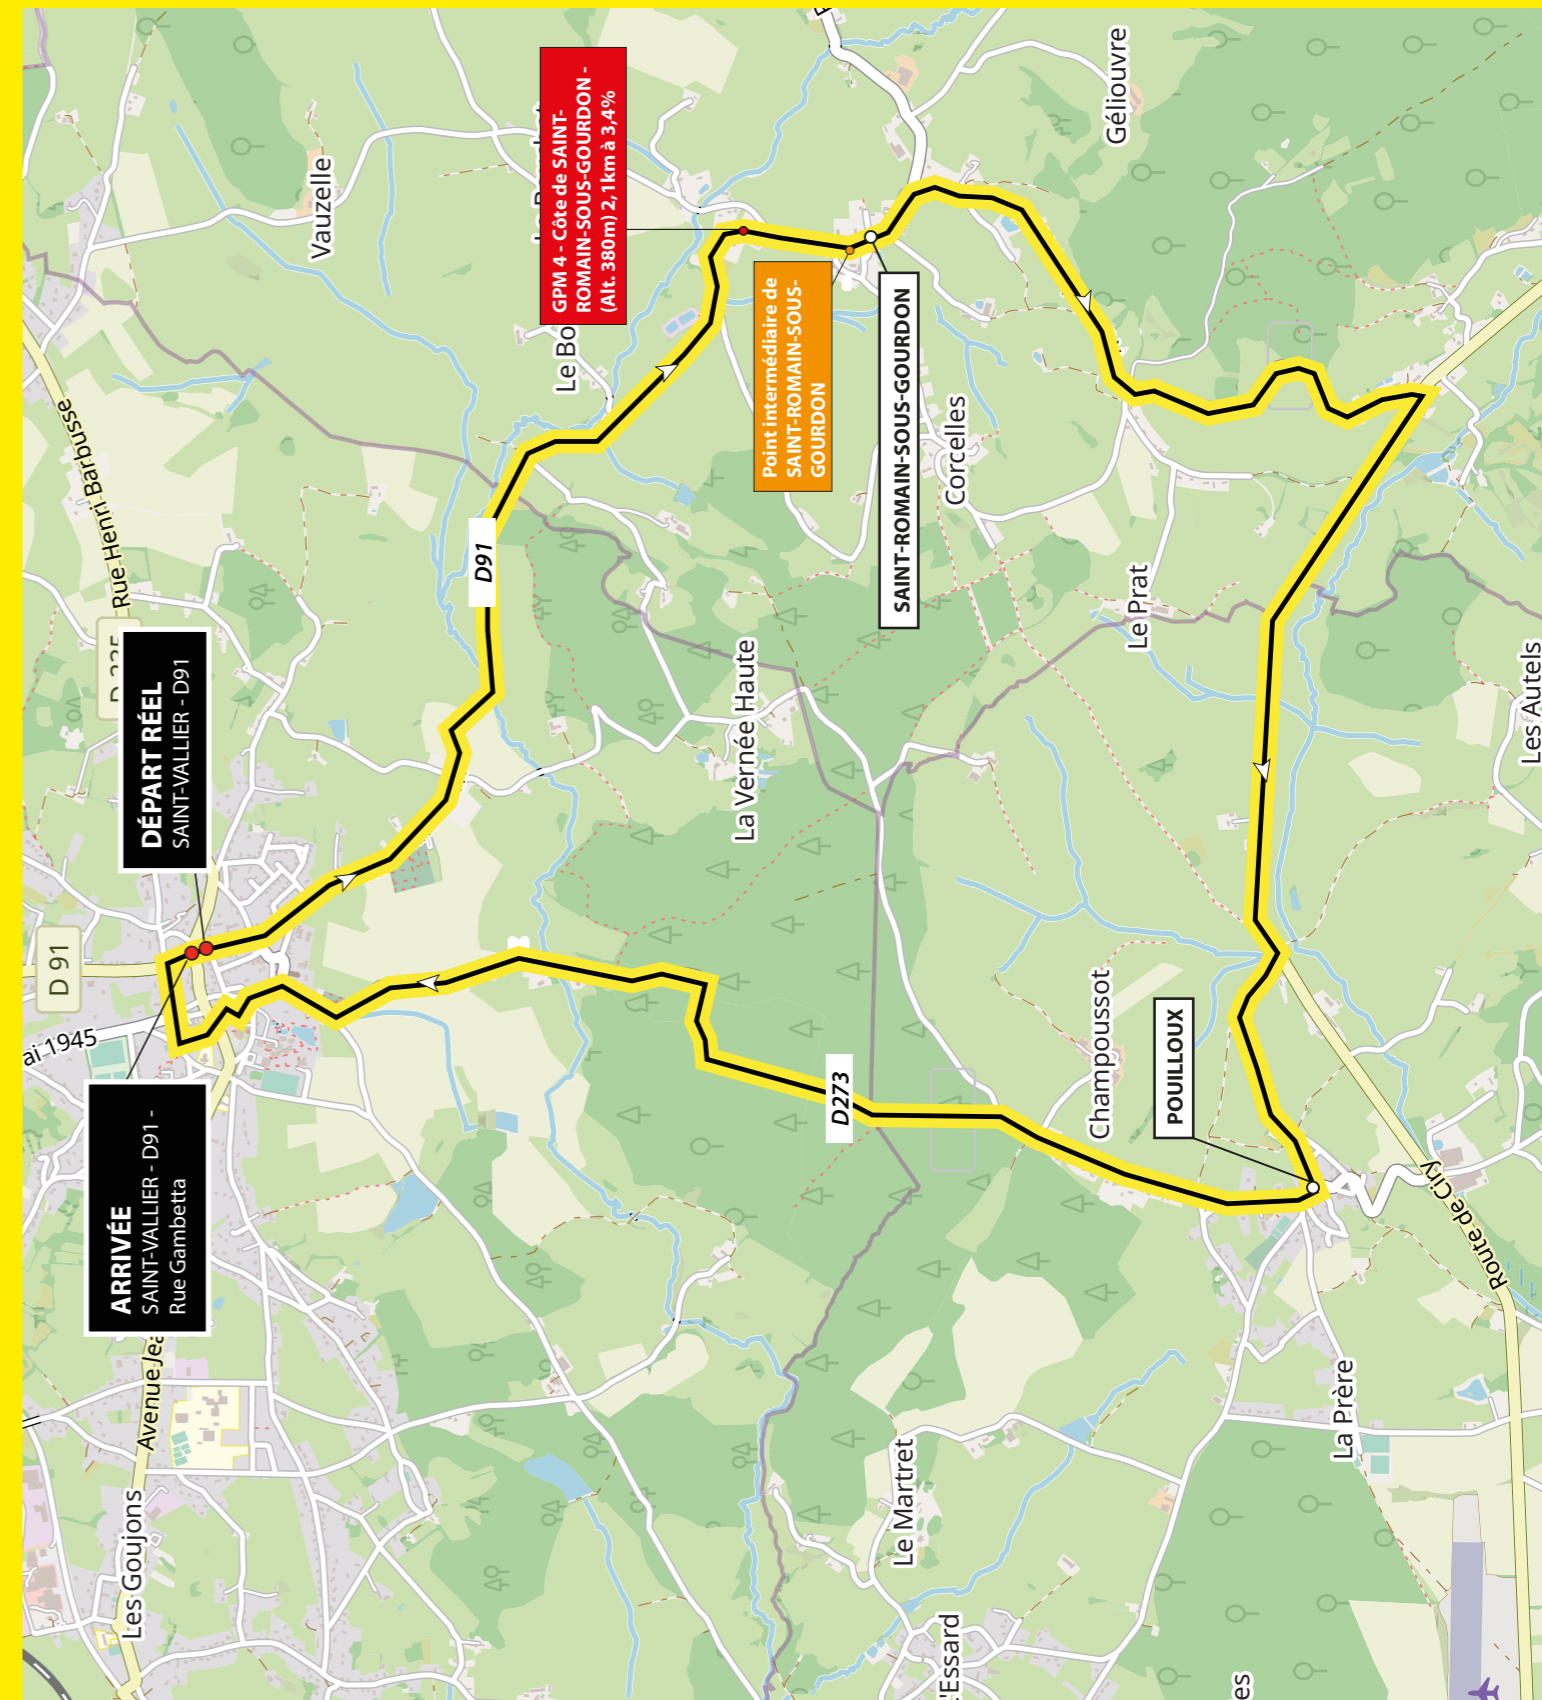 GPM 4 - Côte de SAINT-
ROMAIN-SOUS-GOURDON -
(Alt. 380m) 2,1km à 3,4%
Point intermédiaire de
SAINT-ROMAIN-SOUS-
GOURDON
SAINT-ROMAIN-SOUS-GOURDON
DÉPART RÉEL
SAINT-VALLIER - D91
ARRIVÉE
SAINT-VALLIER - D91 -
Rue Gambetta
POUILLOUX
D91
D273
D 91
Rue Henri Barbusse
Vauzelle
Géliouvre
Corcelles
Le Prat
La Vernée Haute
Les Autels
Champoussot
Route de Ciry
La Prère
Le Martret
Les Goujons
ai 1945